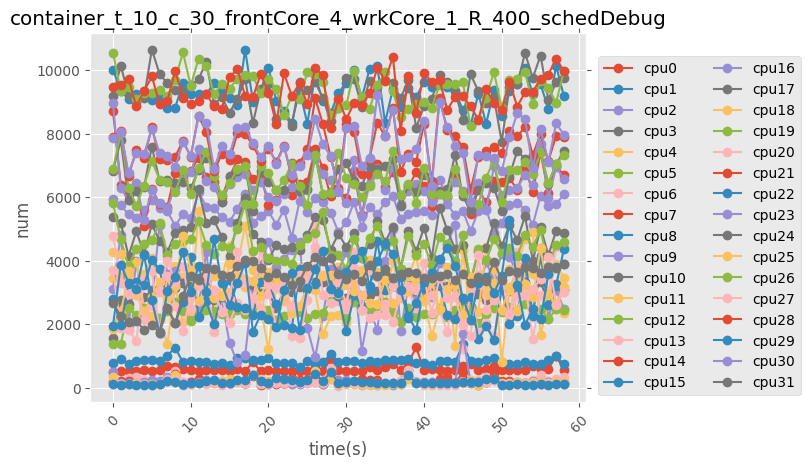 container_t_10_c_30_frontCore_4_wrkCore_1_R_400_schedDebug
10000
8000
6000
4000
2000
0
num
0 10 20 30 40 50 60
time(s)
cpu0 cpu16
cpu1 cpu17
cpu2 cpu18
cpu3 cpu19
cpu4 cpu20
cpu5 cpu21
cpu6 cpu22
cpu7 cpu23
cpu8 cpu24
cpu9 cpu25
cpu10 cpu26
cpu11 cpu27
cpu12 cpu28
cpu13 cpu29
cpu14 cpu30
cpu15 cpu31